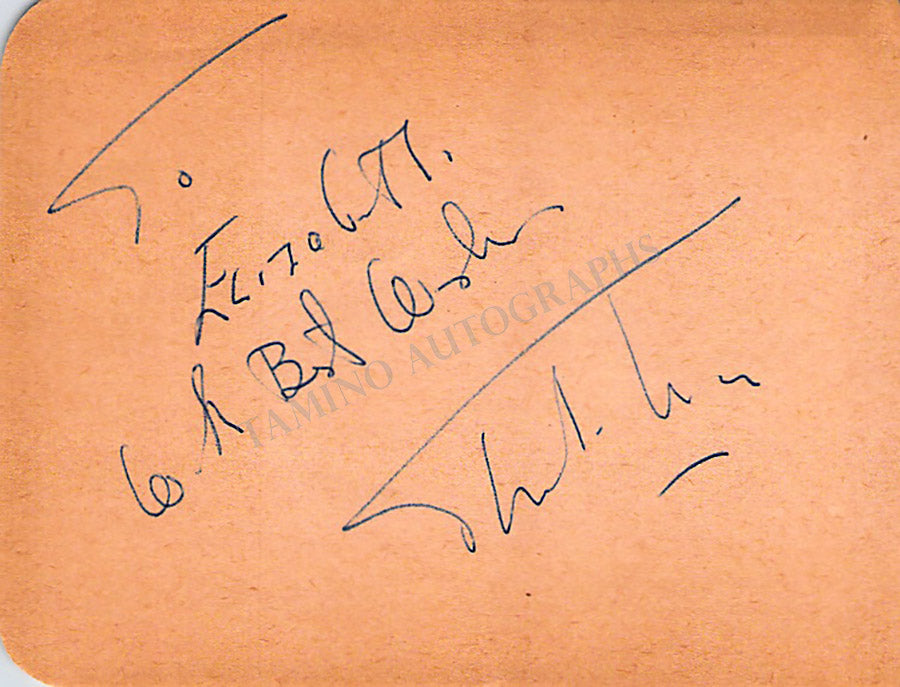 To
Elizabeth.
With Best Wishes
TAMINO AUTOGRAPHS